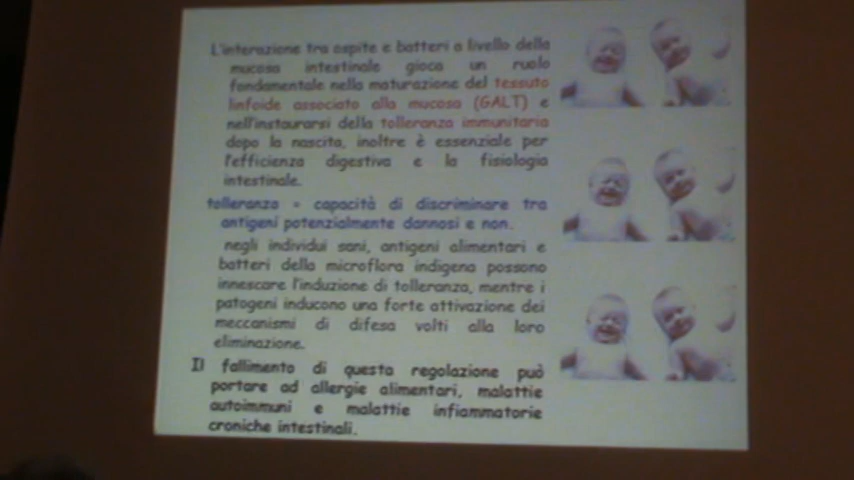 L'interazione tra ospite e batteri a livello della
mucosa intestinale gioca un ruolo
fondamentale nella maturazione del tessuto
linfoide associato alla mucosa (GALT) e
nell'instaurarsi della tolleranza immunitaria
dopo la nascita, inoltre è essenziale per
l'efficienza digestiva e la fisiologia
intestinale.
tolleranza = capacità di discriminare tra
antigeni potenzialmente dannosi e non.
negli individui sani, antigeni alimentari e
batteri della microflora indigena possono
innescare l'induzione di tolleranza, mentre i
patogeni inducono una forte attivazione dei
meccanismi di difesa volti alla loro
eliminazione.
Il fallimento di questa regolazione può
portare ad allergie alimentari, malattie
autoimmuni e malattie infiammatorie
croniche intestinali.